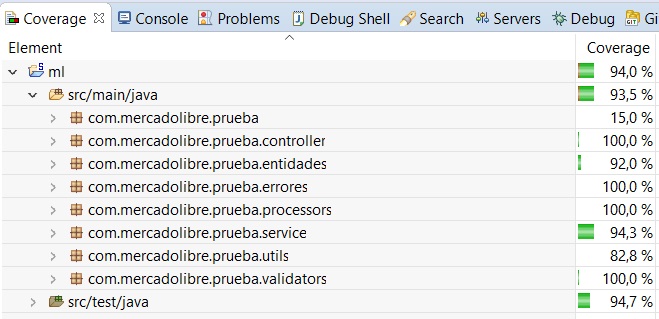 Coverage Console Problems Debug Shell Search Servers Debug Gi
Element Coverage
ml 94,0 %
src/main/java 93,5 %
com.mercadolibre.prueba 15,0 %
com.mercadolibre.prueba.controller 100,0 %
com.mercadolibre.prueba.entidades 92,0 %
com.mercadolibre.prueba.errores 100,0 %
com.mercadolibre.prueba.processors 100,0 %
com.mercadolibre.prueba.service 94,3 %
com.mercadolibre.prueba.utils 82,8 %
com.mercadolibre.prueba.validators 100,0 %
src/test/java 94,7 %